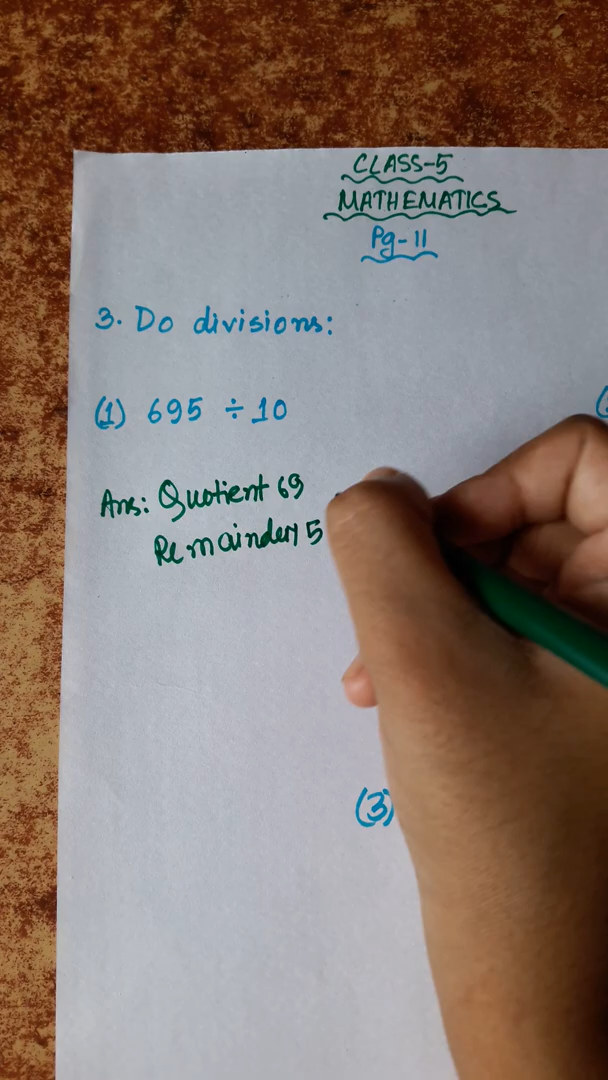 CLASS-5
MATHEMATICS
Pg-11
3. Do divisions:
(1) 695 ÷ 10
Ans: Quotient 69
Remainder 5
(3)